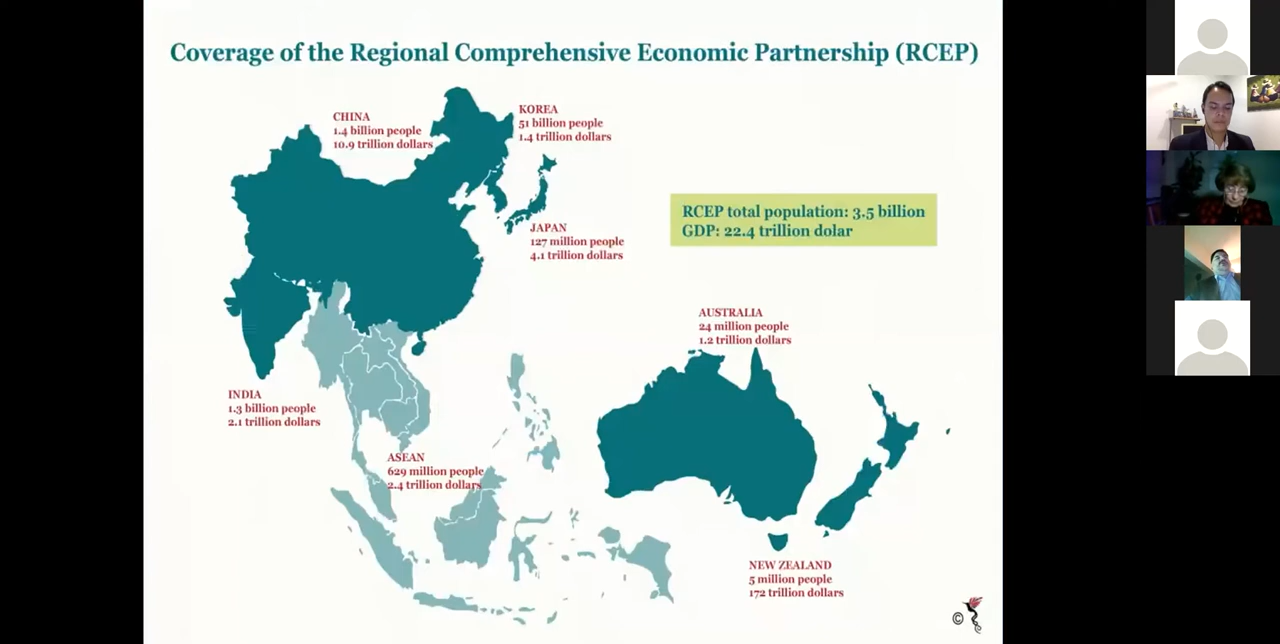 Coverage of the Regional Comprehensive Economic Partnership (RCEP)
CHINA
1.4 billion people
10.9 trillion dollars
KOREA
51 billion people
1.4 trillion dollars
JAPAN
127 million people
4.1 trillion dollars
RCEP total population: 3.5 billion
GDP: 22.4 trillion dolar
AUSTRALIA
24 million people
1.2 trillion dollars
INDIA
1.3 billion people
2.1 trillion dollars
ASEAN
629 million people
2.4 trillion dollars
NEW ZEALAND
5 million people
172 trillion dollars
©